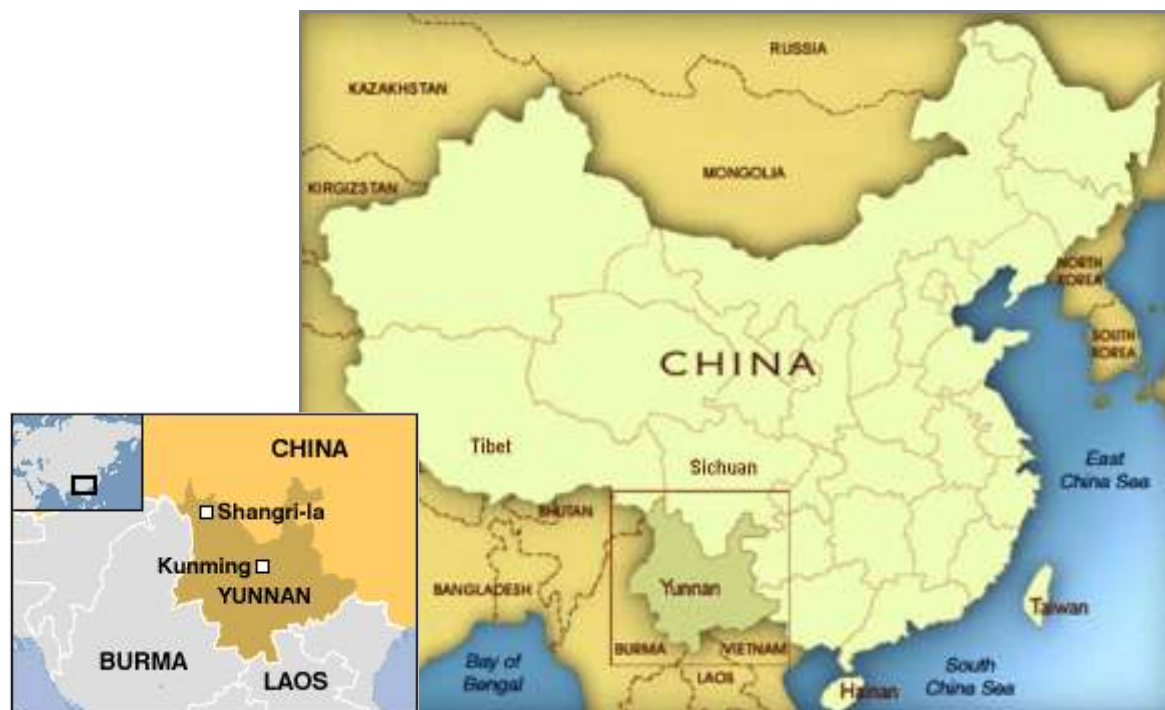 RUSSIA
KAZAKHSTAN
MONGOLIA
KIRGIZSTAN
NORTH
KOREA
SOUTH
KOREA
CHINA
Tibet
Sichuan
East
China Sea
BHUTAN
BANGLADESH
Yunnan
Taiwan
BURMA
VIETNAM
LAOS
Bay of
Bengal
South
China Sea
Hainan
CHINA
Shangri-la
Kunming
YUNNAN
BURMA
LAOS